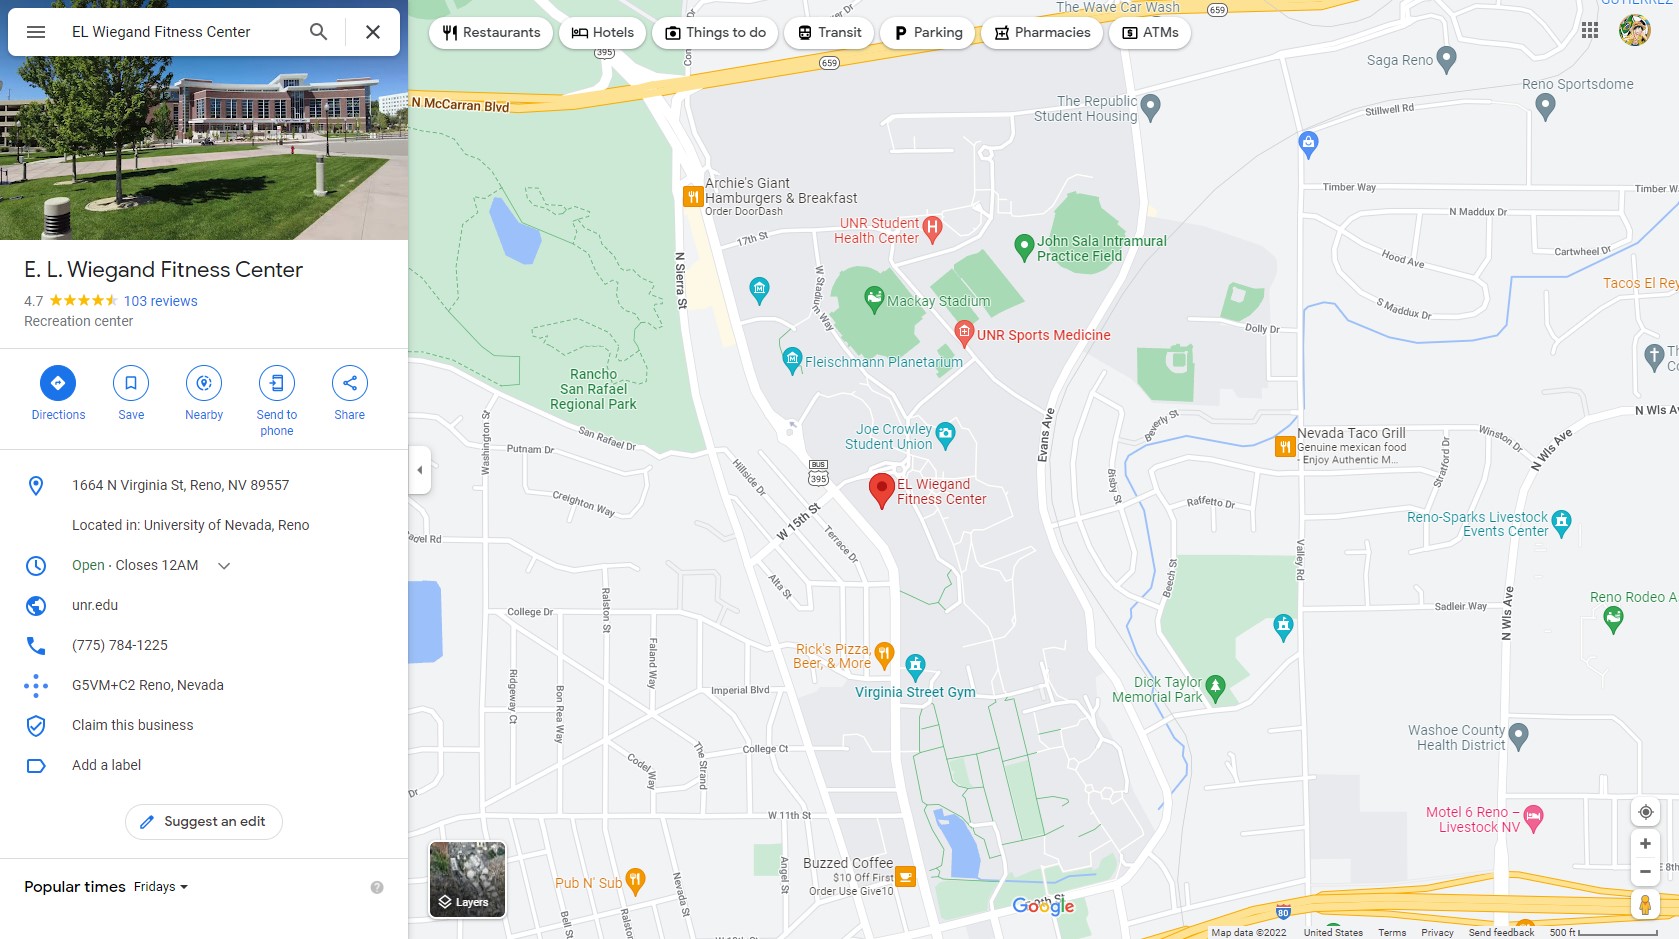 EL Wiegand Fitness Center
E. L. Wiegand Fitness Center
4.7
103 reviews
Recreation center
Directions
Save
Nearby
Send to
phone
Share
1664 N Virginia St, Reno, NV 89557
Located in: University of Nevada, Reno
Open · Closes 12AM
unr.edu
(775) 784-1225
G5VM+C2 Reno, Nevada
Claim this business
Add a label
Suggest an edit
Popular times Fridays
Restaurants
Hotels
Things to do
Transit
Parking
Pharmacies
ATMs
The Wave Car Wash
659
395
659
N McCarran Blvd
Saga Reno
Reno Sportsdome
The Republic
Student Housing
Stillwell Rd
Archie's Giant
Hamburgers & Breakfast
Order DoorDash
Timber Way
Timber W
N Maddux Dr
UNR Student
Health Center
17th St
John Sala Intramural
Practice Field
Cartwheel Dr
Hood Ave
N Sierra St
W Stadium Way
Mackay Stadium
Tacos El Rey
S Maddux Dr
UNR Sports Medicine
Dolly Dr
Fleischmann Planetarium
Rancho
San Rafael
Regional Park
Washington St
San Rafael Dr
Putnam Dr
Joe Crowley
Student Union
Evans Ave
Beverly St
N Wls A
Nevada Taco Grill
Genuine mexican food
- Enjoy Authentic M...
Winston Dr
N Wls Ave
Stratford Dr
Hillside Dr
BUS
395
EL Wiegand
Fitness Center
Bisby St
Creighton Way
W 15th St
Raffetto Dr
Reno-Sparks Livestock
Events Center
Terrace Dr
Valley Rd
Beech St
Alta St
College Dr
Ralston St
Sadleir Way
Reno Rodeo A
N Wls Ave
Faland Way
Rick's Pizza,
Beer, & More
Virginia Street Gym
Dick Taylor
Memorial Park
Ridgeway Ct
Bon Rea Way
Imperial Blvd
Washoe County
Health District
College Ct
The Strand
Codel Way
W 11th St
Motel 6 Reno –
Livestock NV
Buzzed Coffee
$10 Off First
Order Use Give10
Angel St
Pub N' Sub
Nevada St
Bell St
Ralston
Layers
Google
80
Map data ©2022
United States
Terms
Privacy
Send feedback
500 ft